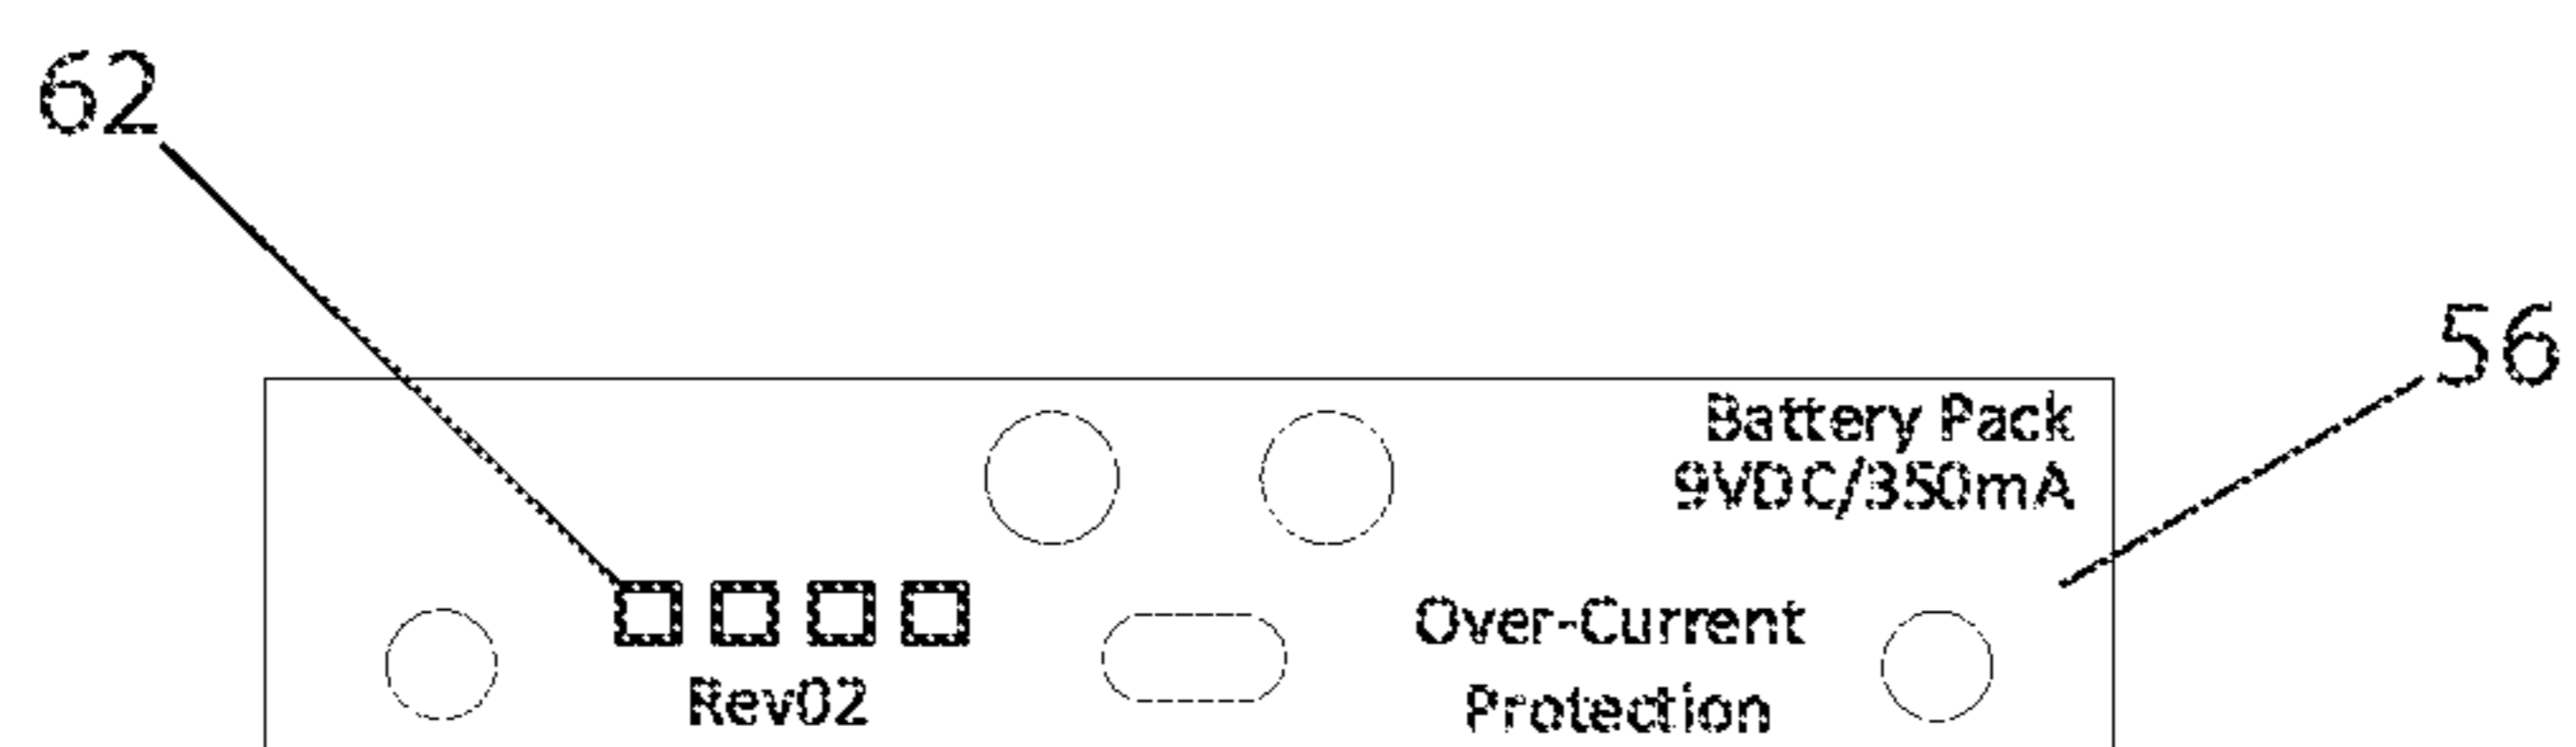 62
56
Battery Pack
9VDC/350mA
Over-Current
Protection
Rev02